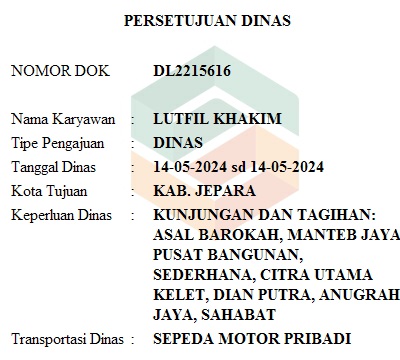 PERSETUJUAN DINAS
NOMOR DOK DL2215616
Nama Karyawan : LUTFIL KHAKIM
Tipe Pengajuan : DINAS
Tanggal Dinas : 14-05-2024 sd 14-05-2024
Kota Tujuan : KAB. JEPARA
Keperluan Dinas : KUNJUNGAN DAN TAGIHAN:
ASAL BAROKAH, MANTEB JAYA
PUSAT BANGUNAN,
SEDERHANA, CITRA UTAMA
KELET, DIAN PUTRA, ANUGRAH
JAYA, SAHABAT
Transportasi Dinas : SEPEDA MOTOR PRIBADI